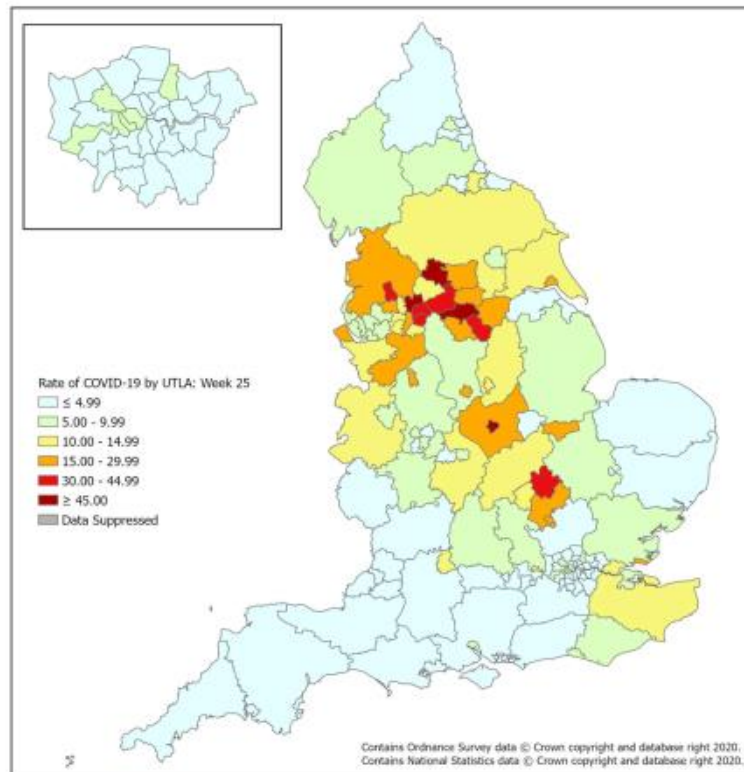 Rate of COVID-19 by UTLA: Week 25
≤ 4.99
5.00 - 9.99
10.00 - 14.99
15.00 - 29.99
30.00 - 44.99
≥ 45.00
Data Suppressed
Contains Ordnance Survey data © Crown copyright and database right 2020.
Contains National Statistics data © Crown copyright and database right 2020.